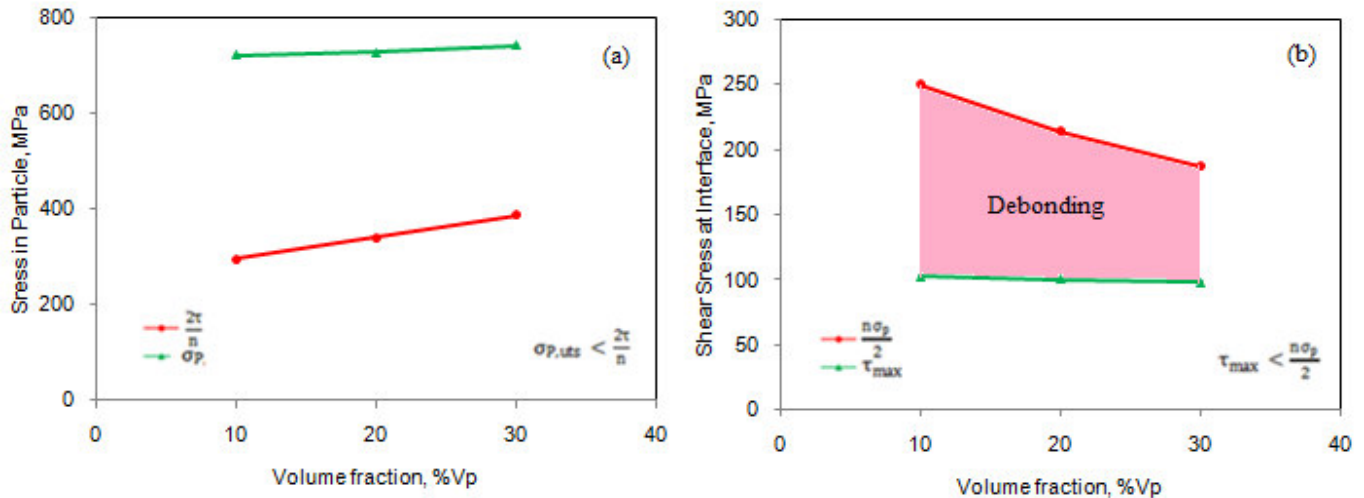 800
600
400
200
0
0 10 20 30 40
Sress in Particle, MPa
Volume fraction, %Vp
(a)
2τ/n
σP,
σP,uts < 2τ/n
300
250
200
150
100
50
0
0 10 20 30 40
Shear Sress at Interface, MPa
Volume fraction, %Vp
(b)
Debonding
nσp/2
τmax
τmax < nσp/2